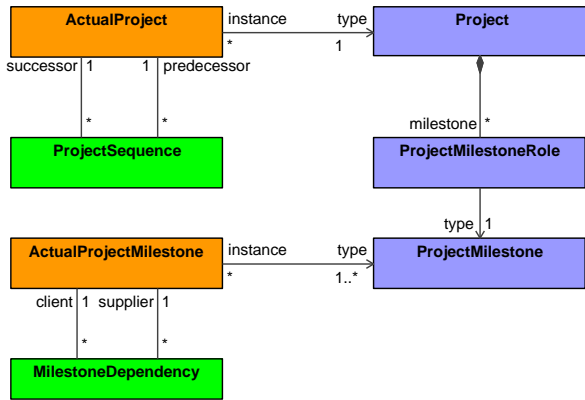 ActualProject
instance
type
Project
*
1
successor
1
1
predecessor
*
*
milestone
*
ProjectSequence
ProjectMilestoneRole
type
1
ActualProjectMilestone
instance
type
ProjectMilestone
*
1..*
client
1
supplier
1
*
*
MilestoneDependency